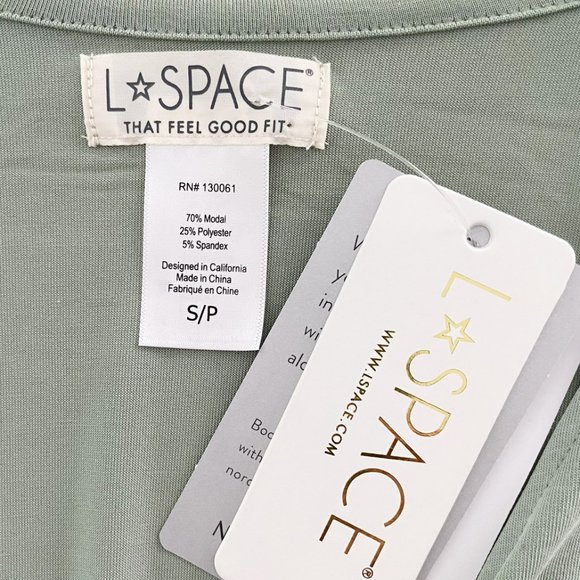 L☆SPACE®
THAT FEEL GOOD FIT
RN# 130061
70% Modal
25% Polyester
5% Spandex
Designed in California
Made in China
Fabriqué en Chine
S/P
L☆SPACE
WWW.LSPACE.COM